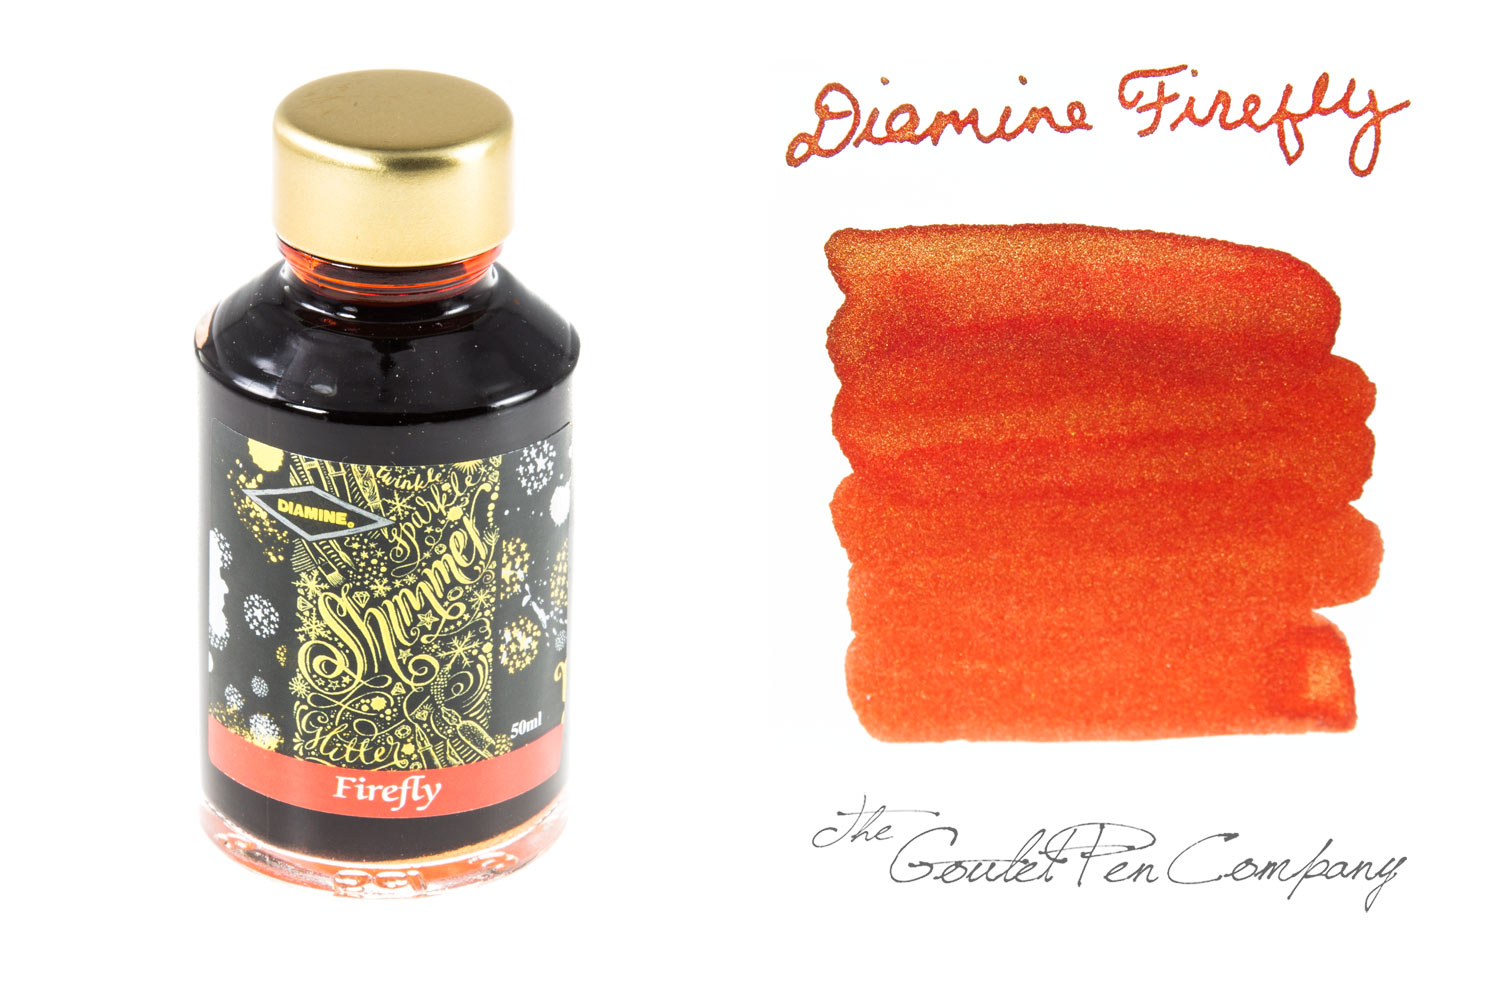 DIAMINE
twinkle
sparkle
Shimmer
Glitter
50ml
Firefly
Diamine Firefly
The Goulet Pen Company